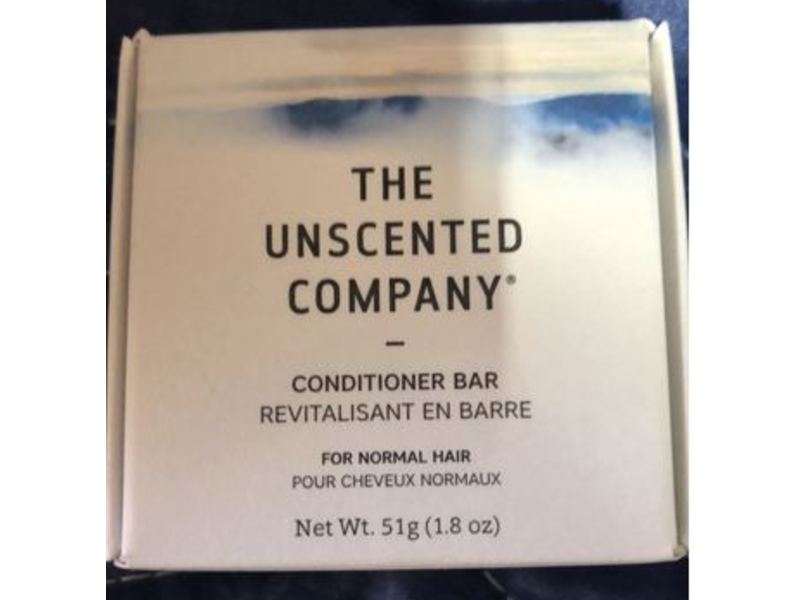 THE
UNSCENTED
COMPANY®
–
CONDITIONER BAR
REVITALISANT EN BARRE
FOR NORMAL HAIR
POUR CHEVEUX NORMAUX
Net Wt. 51g (1.8 oz)